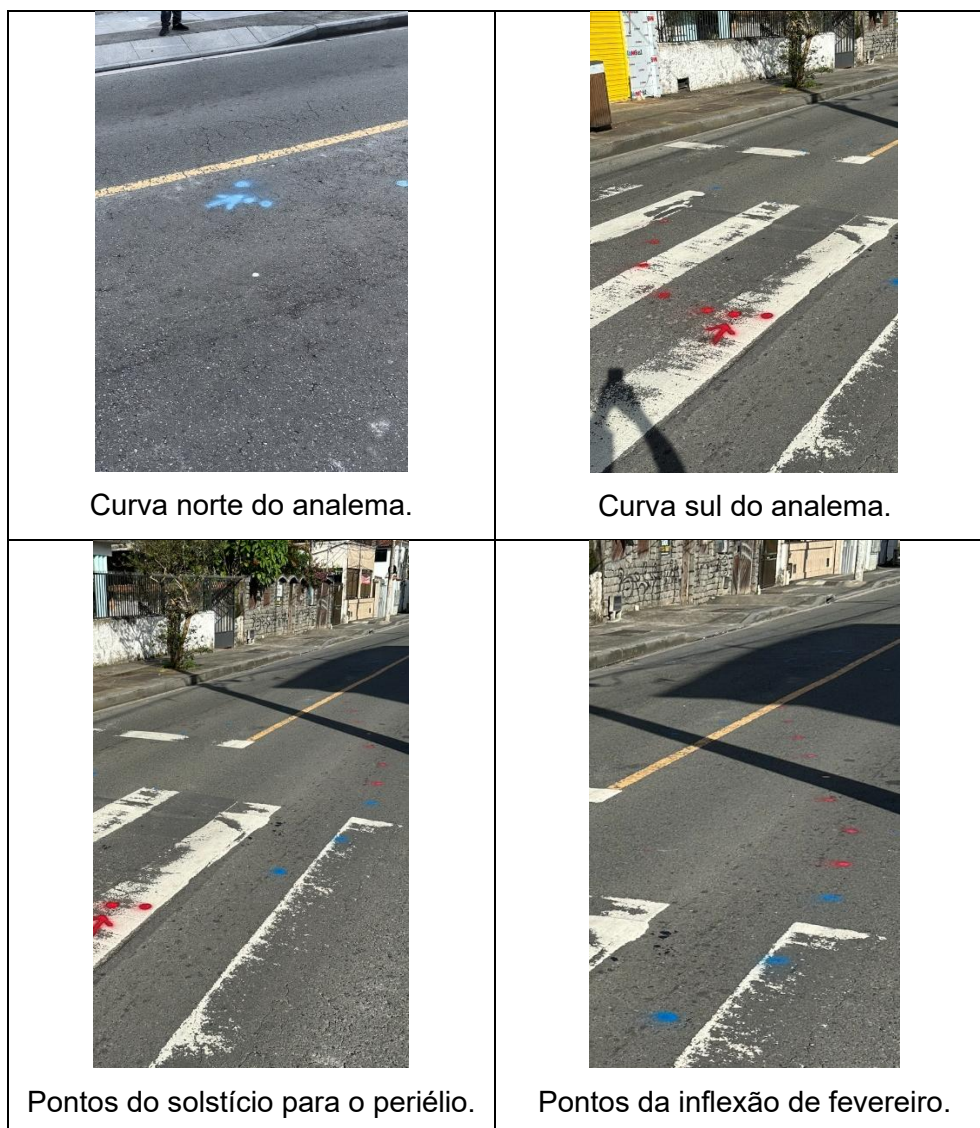 Curva norte do analema.
Curva sul do analema.
Pontos do solstício para o periélio.
Pontos da inflexão de fevereiro.